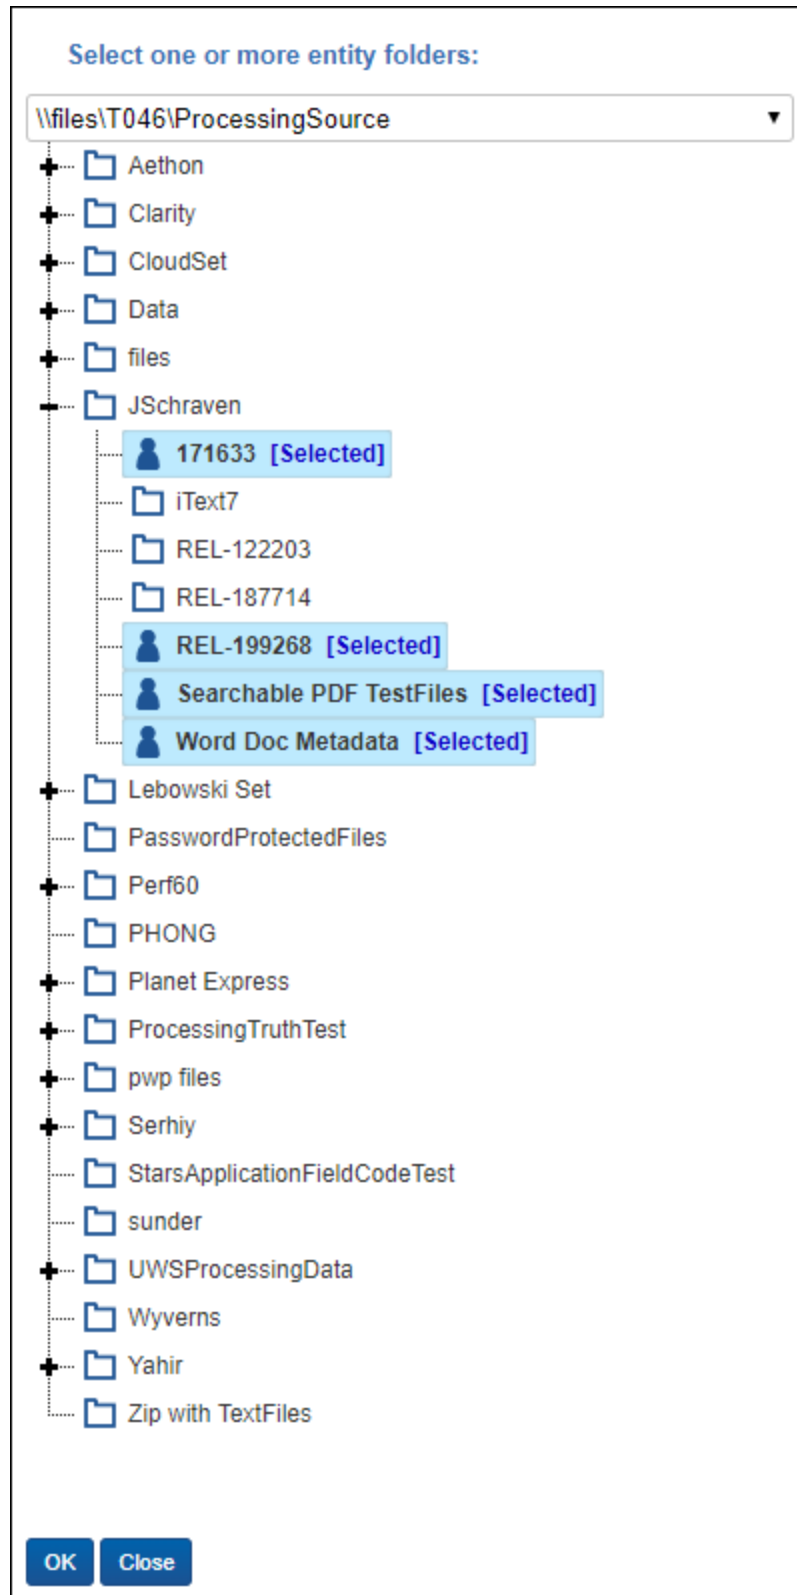 Select one or more entity folders:
\\files\T046\ProcessingSource
Aethon
Clarity
CloudSet
Data
files
JSchraven
171633 [Selected]
iText7
REL-122203
REL-187714
REL-199268 [Selected]
Searchable PDF TestFiles [Selected]
Word Doc Metadata [Selected]
Lebowski Set
PasswordProtectedFiles
Perf60
PHONG
Planet Express
ProcessingTruthTest
pwp files
Serhiy
StarsApplicationFieldCodeTest
sunder
UWSProcessingData
Wyverns
Yahir
Zip with TextFiles
OK Close